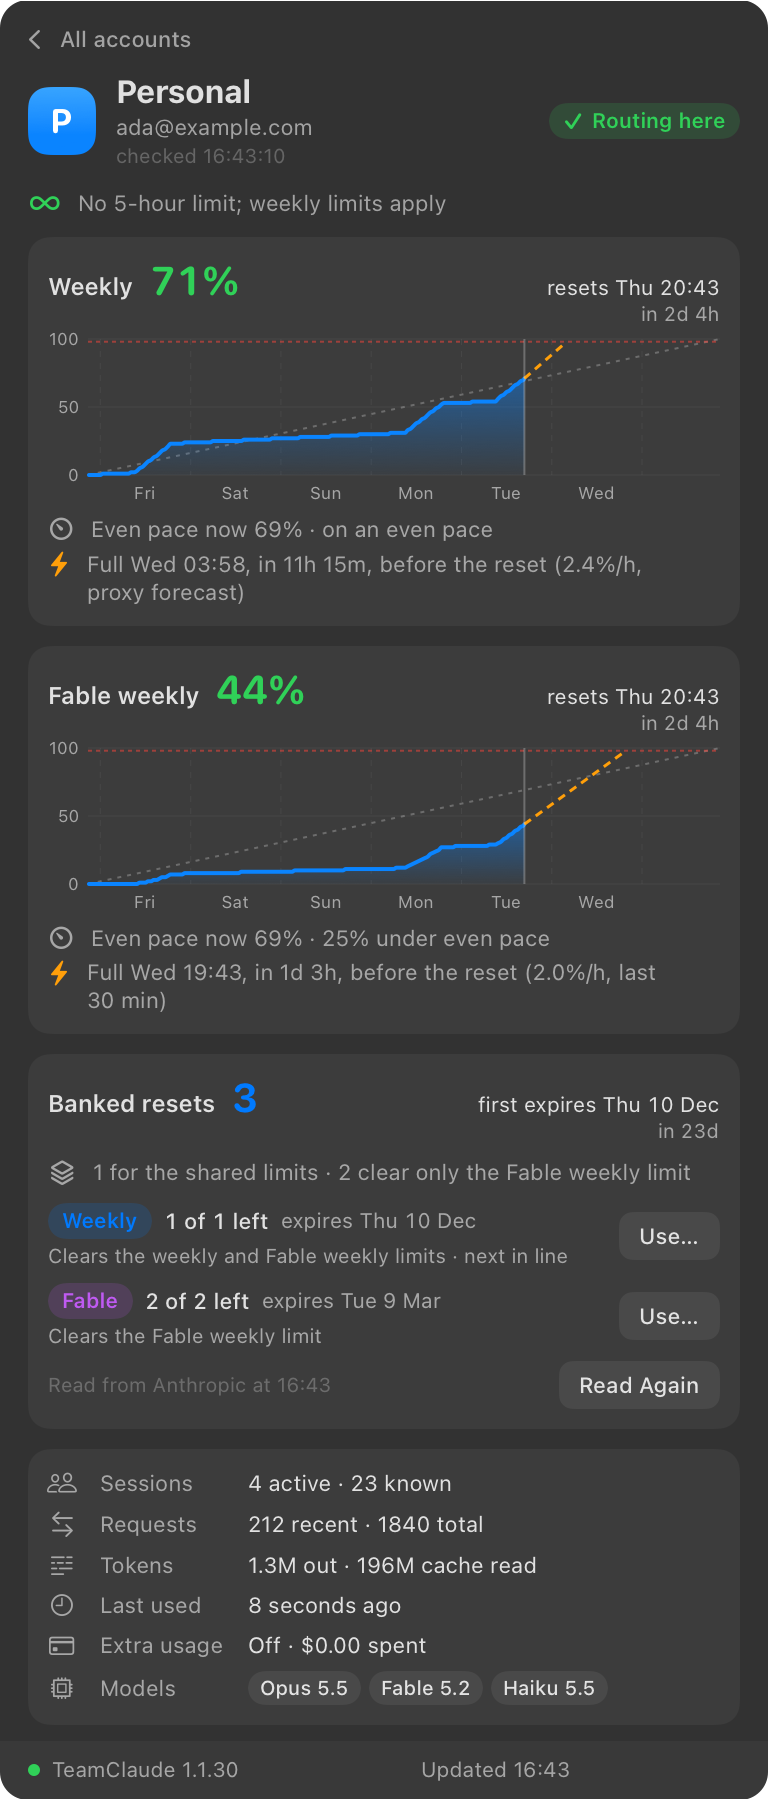 All accounts
P
Personal
ada@example.com
checked 16:43:10
Routing here
No 5-hour limit; weekly limits apply
Weekly 71%
resets Thu 20:43
in 2d 4h
100
50
0
Fri Sat Sun Mon Tue Wed
Even pace now 69% · on an even pace
Full Wed 03:58, in 11h 15m, before the reset (2.4%/h,
proxy forecast)
Fable weekly 44%
resets Thu 20:43
in 2d 4h
100
50
0
Fri Sat Sun Mon Tue Wed
Even pace now 69% · 25% under even pace
Full Wed 19:43, in 1d 3h, before the reset (2.0%/h, last
30 min)
Banked resets 3
first expires Thu 10 Dec
in 23d
1 for the shared limits · 2 clear only the Fable weekly limit
Weekly 1 of 1 left expires Thu 10 Dec
Use...
Clears the weekly and Fable weekly limits · next in line
Fable 2 of 2 left expires Tue 9 Mar
Use...
Clears the Fable weekly limit
Read from Anthropic at 16:43
Read Again
Sessions 4 active · 23 known
Requests 212 recent · 1840 total
Tokens 1.3M out · 196M cache read
Last used 8 seconds ago
Extra usage Off · $0.00 spent
Models Opus 5.5 Fable 5.2 Haiku 5.5
TeamClaude 1.1.30
Updated 16:43